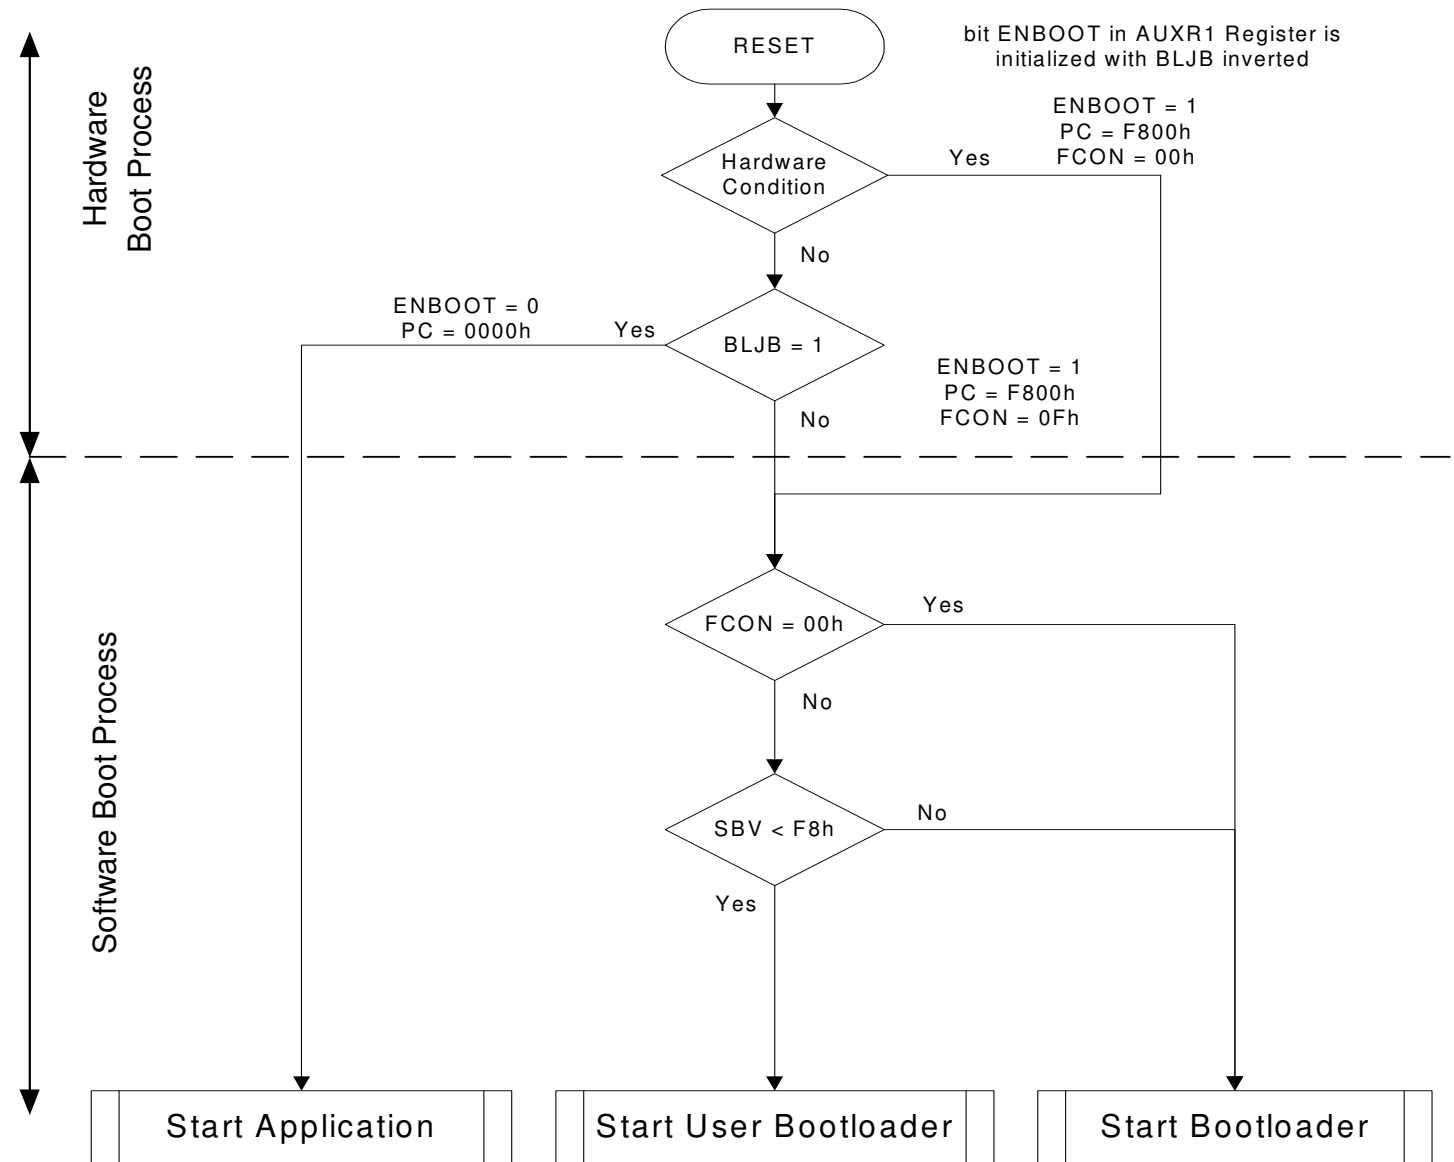 RESET
bit ENBOOT in AUXR1 Register is
initialized with BLJB inverted
Hardware
Boot Process
ENBOOT = 1
PC = F800h
FCON = 00h
Hardware
Condition
Yes
No
ENBOOT = 0
PC = 0000h
Yes
BLJB = 1
ENBOOT = 1
PC = F800h
FCON = 0Fh
No
Software Boot Process
FCON = 00h
Yes
No
SBV < F8h
No
Yes
Start Application
Start User Bootloader
Start Bootloader